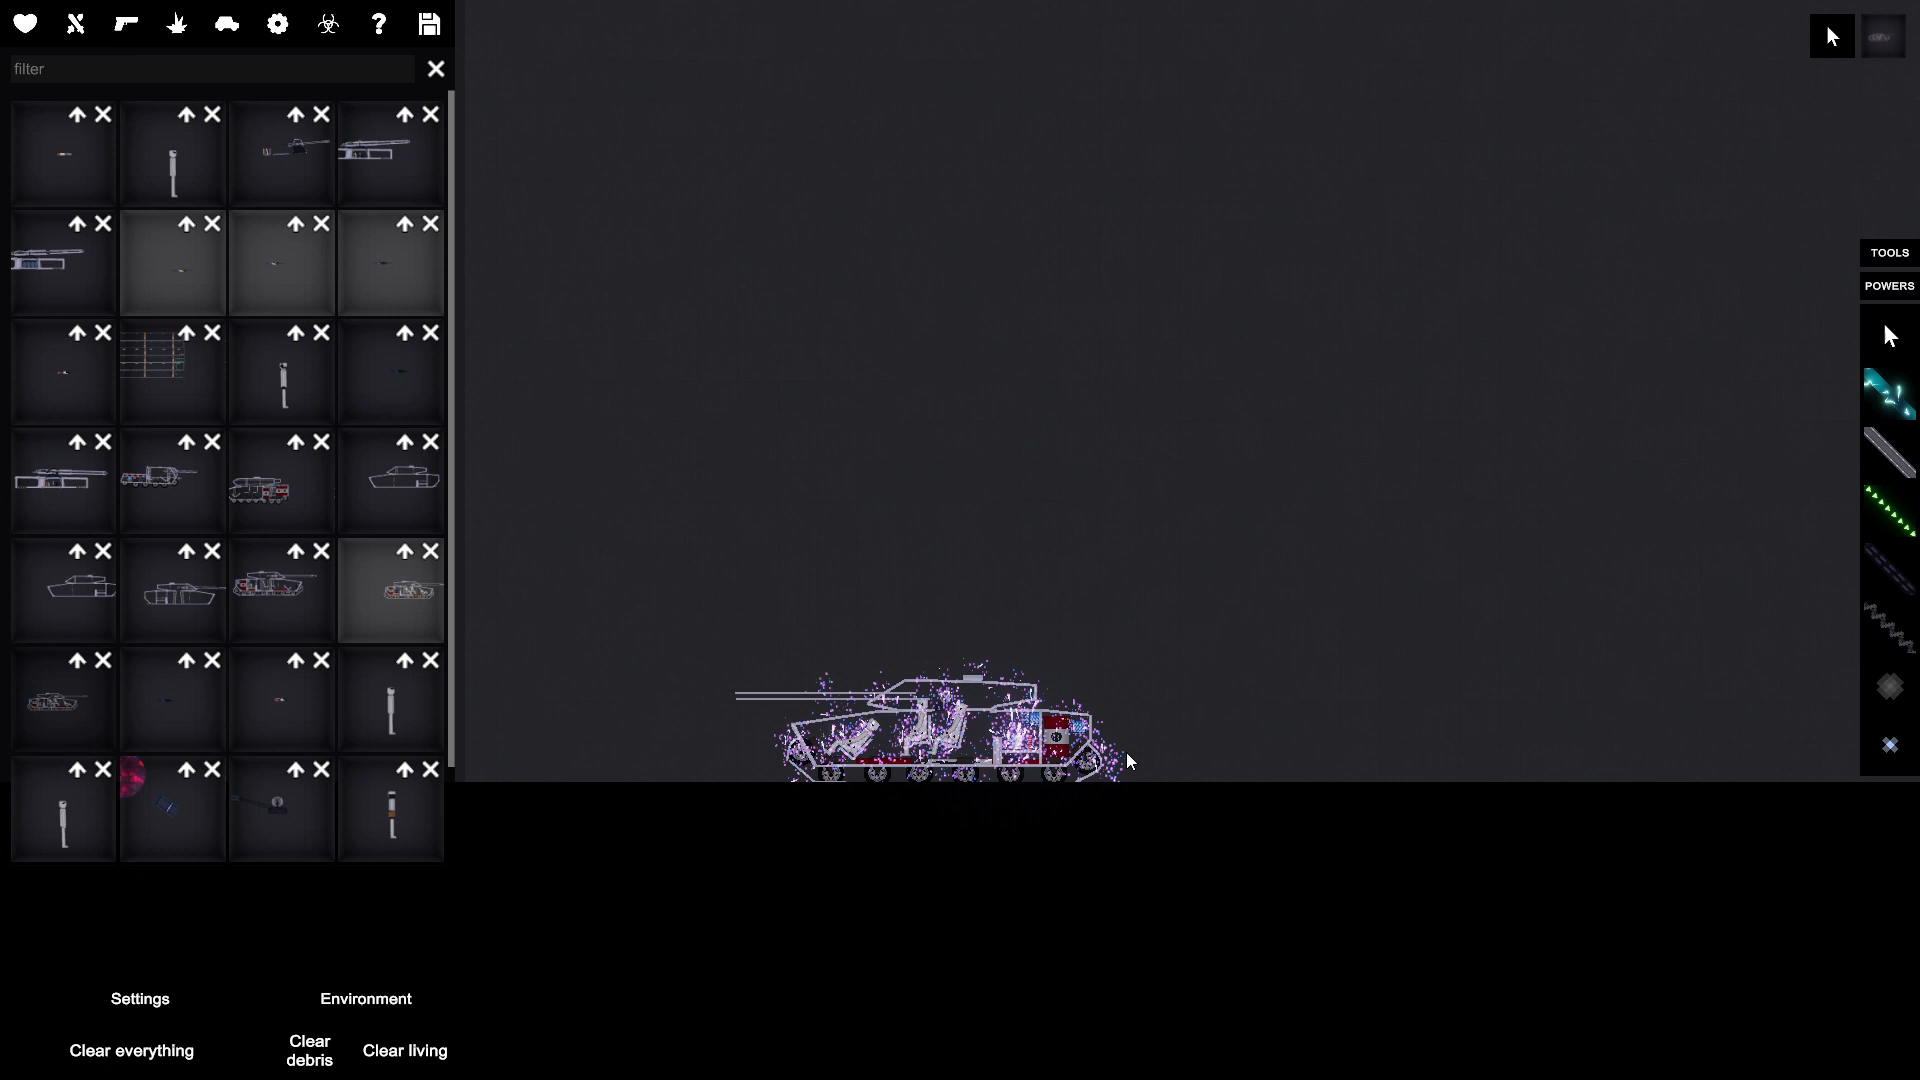 filter
TOOLS
POWERS
Settings
Environment
Clear everything
Clear
debris
Clear living